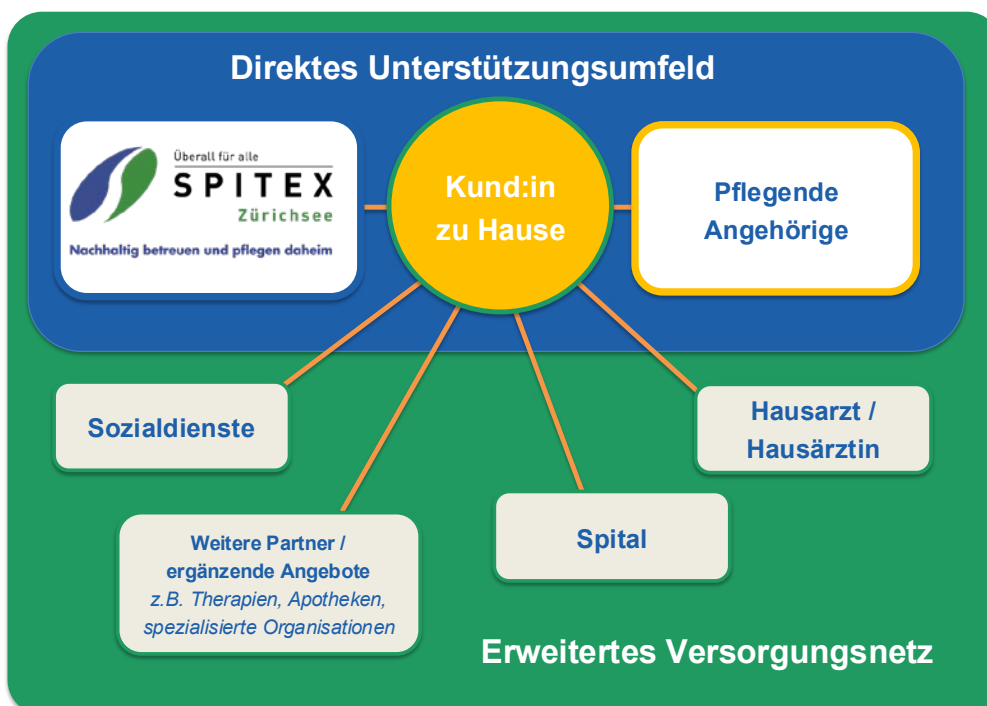 Direktes Unterstützungsumfeld
Überall für alle
SPITEX
Zürichsee
Nachhaltig betreuen und pflegen daheim
Kund:in
zu Hause
Pflegende
Angehörige
Sozialdienste
Hausarzt /
Hausärztin
Weitere Partner /
ergänzende Angebote
z.B. Therapien, Apotheken,
spezialisierte Organisationen
Spital
Erweitertes Versorgungsnetz